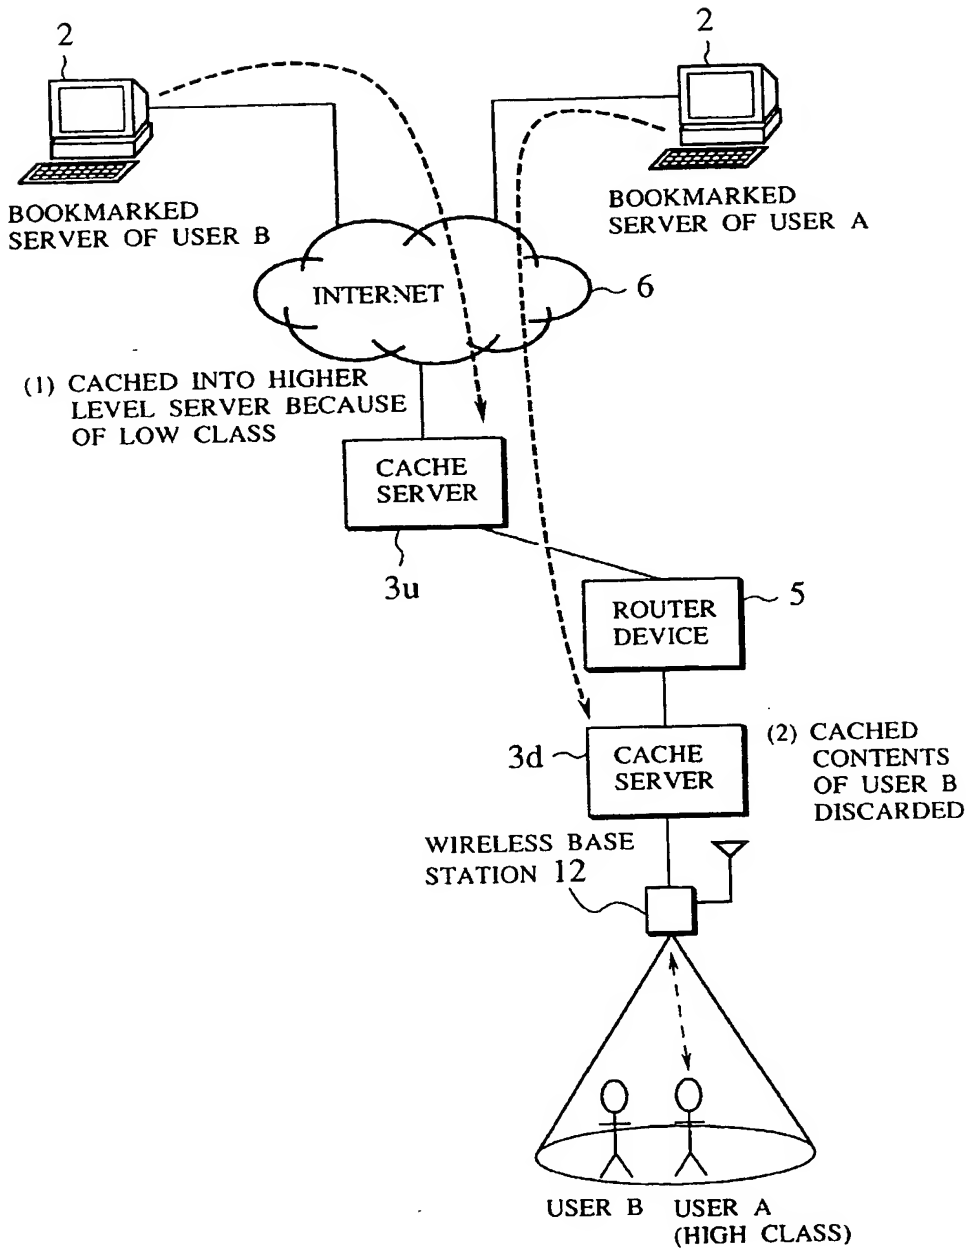 2
2
BOOKMARKED
SERVER OF USER B
BOOKMARKED
SERVER OF USER A
INTERNET
6
(1) CACHED INTO HIGHER
LEVEL SERVER BECAUSE
OF LOW CLASS
CACHE
SERVER
3u
ROUTER
DEVICE
5
3d
CACHE
SERVER
(2) CACHED
CONTENTS
OF USER B
DISCARDED
WIRELESS BASE
STATION 12
USER B
USER A
(HIGH CLASS)